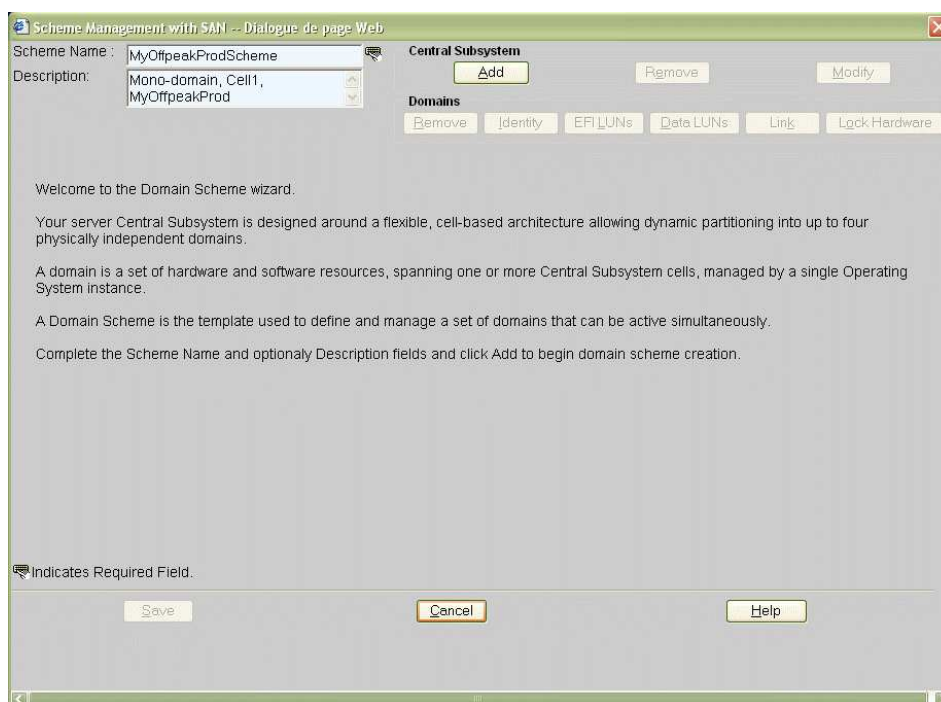 Scheme Management with SAN -- Dialogue de page Web
Scheme Name :
MyOffpeakProdScheme
Description:
Mono-domain, Cell1,
MyOffpeakProd
Central Subsystem
Add
Remove
Modify
Domains
Remove
Identity
EFI LUNs
Data LUNs
Link
Lock Hardware
Welcome to the Domain Scheme wizard.
Your server Central Subsystem is designed around a flexible, cell-based architecture allowing dynamic partitioning into up to four
physically independent domains.
A domain is a set of hardware and software resources, spanning one or more Central Subsystem cells, managed by a single Operating
System instance.
A Domain Scheme is the template used to define and manage a set of domains that can be active simultaneously.
Complete the Scheme Name and optionaly Description fields and click Add to begin domain scheme creation.
Indicates Required Field.
Save
Cancel
Help